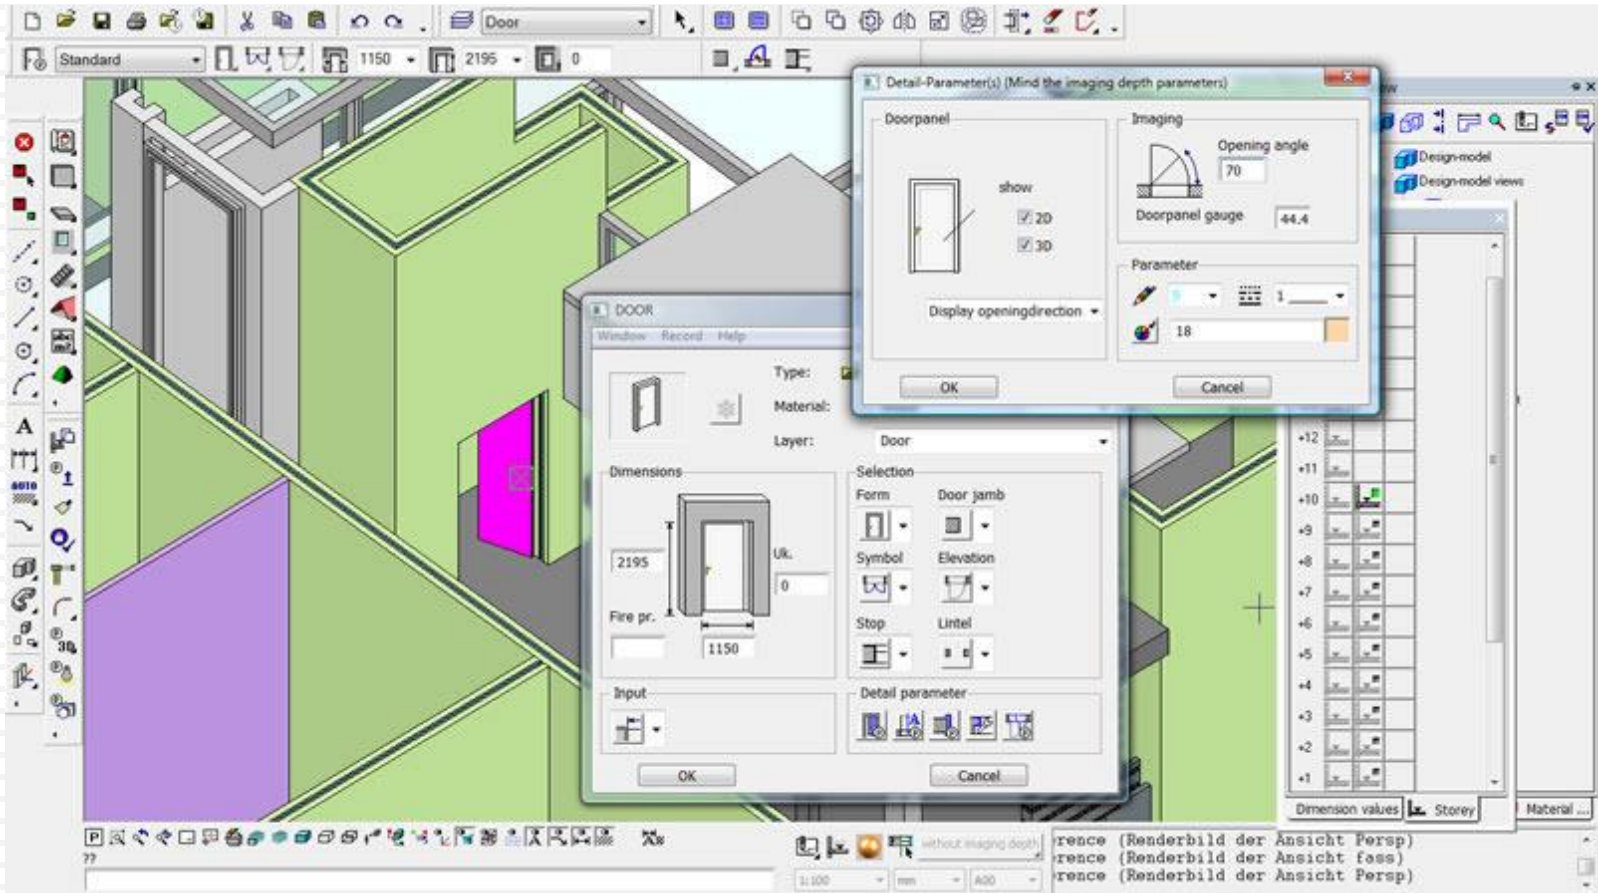 Door
Standard
1150
2195
0
Detail-Parameter(s) (Mind the imaging depth parameters)
Doorpanel
show
2D
3D
Display openingdirection
Imaging
Opening angle
70
Doorpanel gauge
44.4
Parameter
1
18
OK
Cancel
Design-model
Design-model views
DOOR
Window Record Help
Type:
Material:
Layer:
Door
Dimensions
2195
Uk.
0
Fire pr.
1150
Input
Selection
Form
Door jamb
Symbol
Elevation
Stop
Lintel
Detail parameter
OK
Cancel
+12
+11
+10
+9
+8
+7
+6
+5
+4
+3
+2
+1
Dimension values
Storey
Material ...
A
AUTO
3D
P
??
without imaging depth
1:100
mm
A00
rence (Renderbild der Ansicht Persp)
rence (Renderbild der Ansicht fass)
rence (Renderbild der Ansicht Persp)